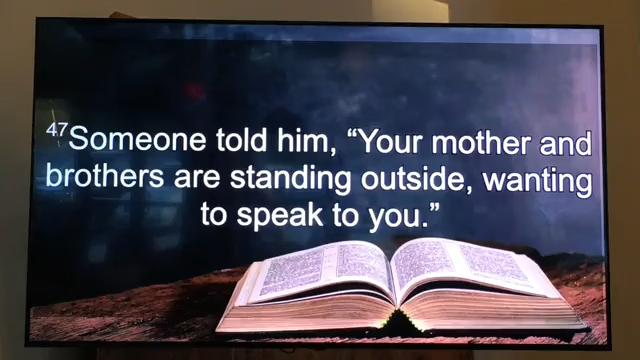 47Someone told him, “Your mother and
brothers are standing outside, wanting
to speak to you.”